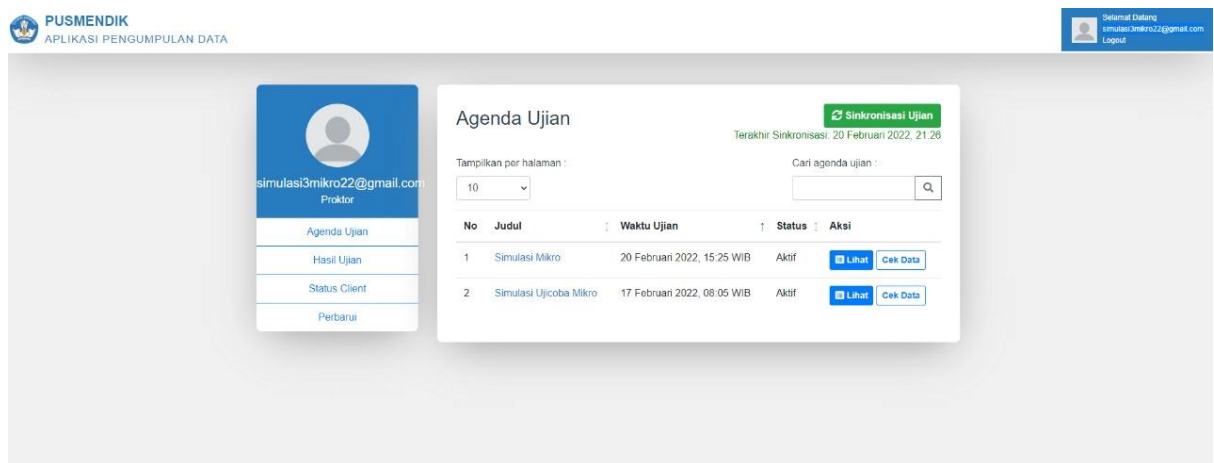 PUSMENDIK
APLIKASI PENGUMPULAN DATA
Selamat Datang
simulasi3mikro22@gmail.com
Logout
simulasi3mikro22@gmail.com
Proktor
Agenda Ujian
Hasil Ujian
Status Client
Perbarui
Agenda Ujian
Sinkronisasi Ujian
Terakhir Sinkronisasi: 20 Februari 2022, 21:26
Tampilkan per halaman : Cari agenda ujian :
10
No Judul Waktu Ujian Status Aksi
1 Simulasi Mikro 20 Februari 2022, 15:25 WIB Aktif Lihat Cek Data
2 Simulasi Ujicoba Mikro 17 Februari 2022, 08:05 WIB Aktif Lihat Cek Data